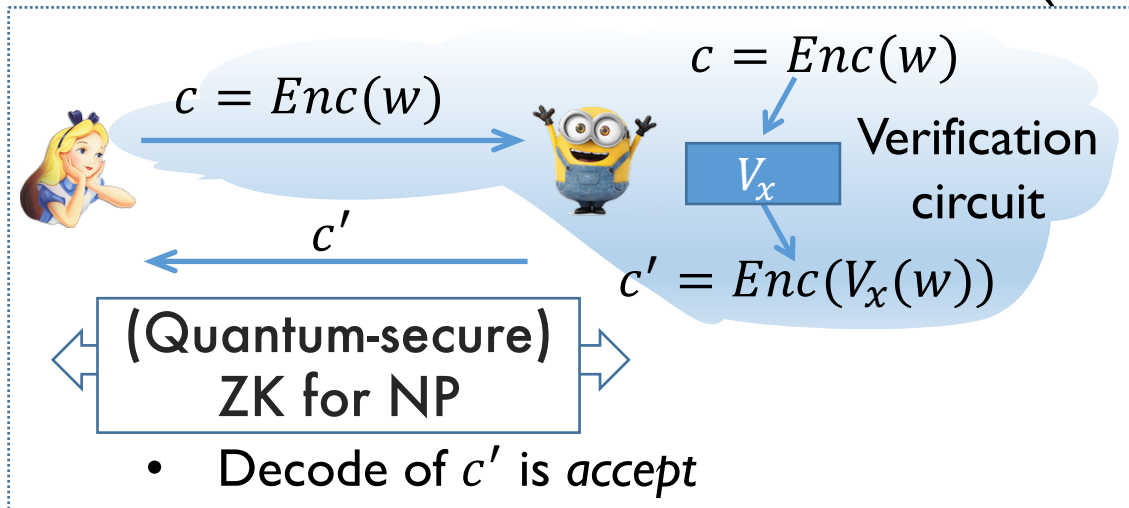 c = Enc(w)
c = Enc(w)
V_x
Verification
circuit
c'
c' = Enc(V_x(w))
(Quantum-secure)
ZK for NP
• Decode of c' is accept